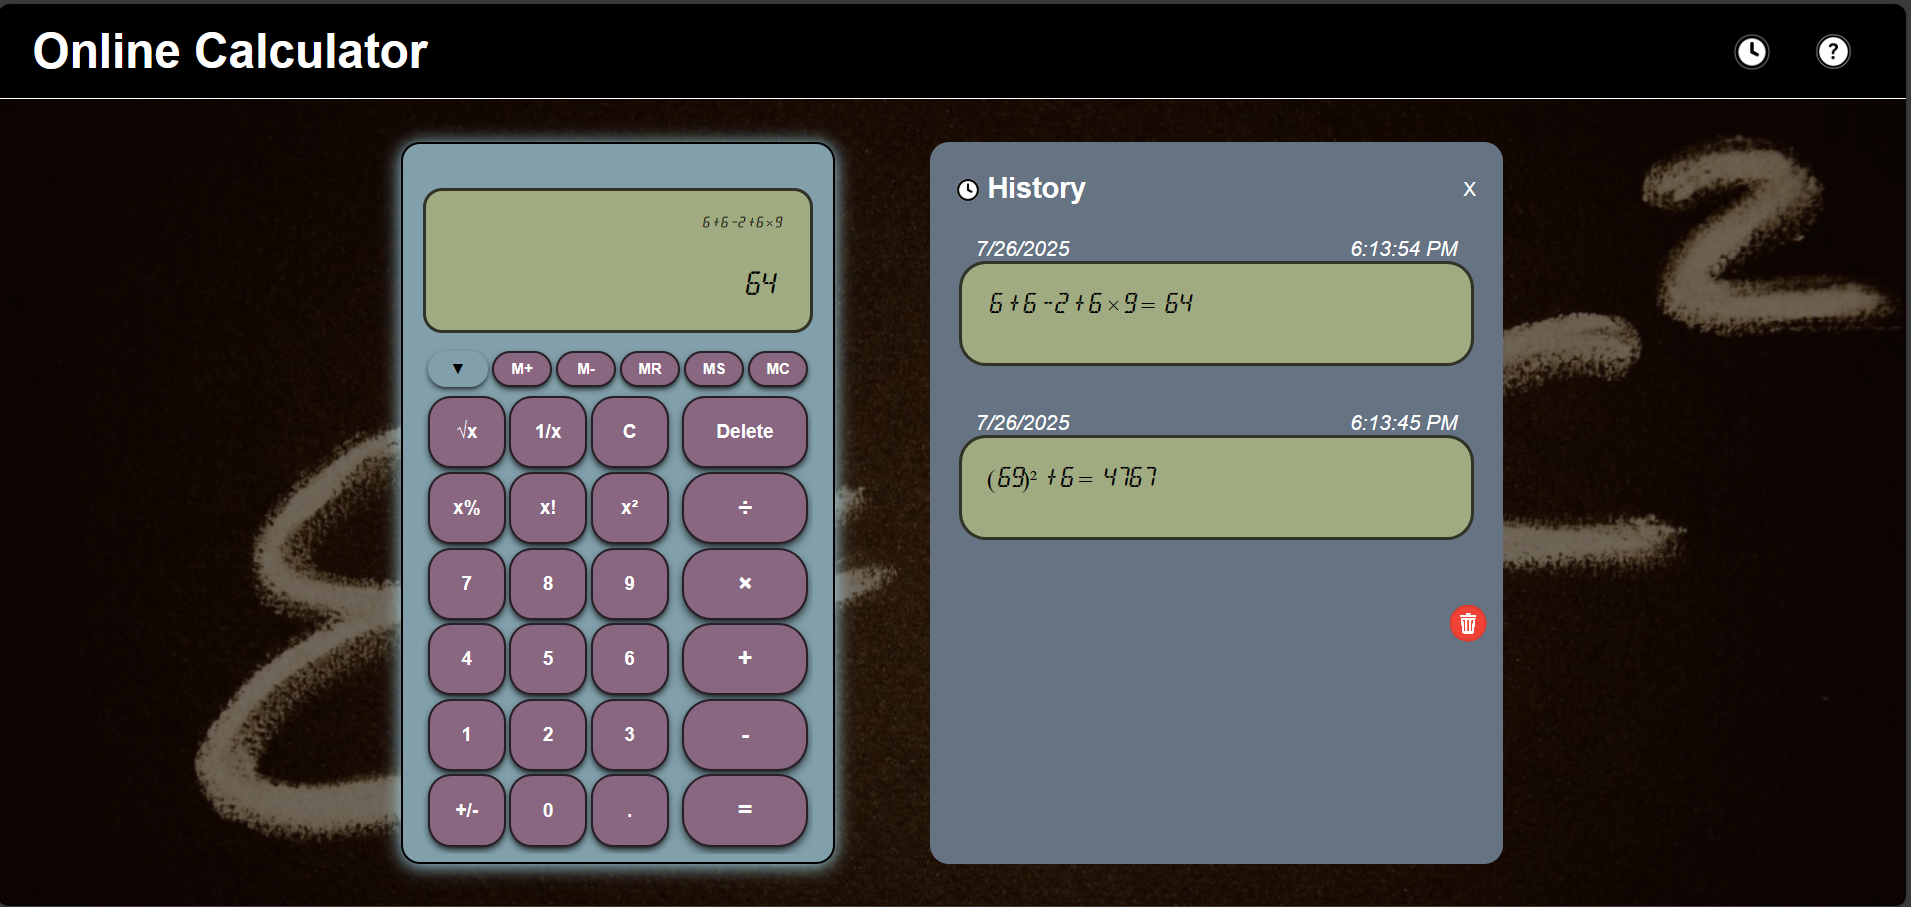 Online Calculator
?
6+6-2+6×9
64
▼ M+ M- MR MS MC
√x 1/x C Delete
x% x! x² ÷
7 8 9 ×
4 5 6 +
1 2 3 -
+/- 0 . =
History X
7/26/2025 6:13:54 PM
6+6-2+6×9= 64
7/26/2025 6:13:45 PM
(69)² +6= 4767